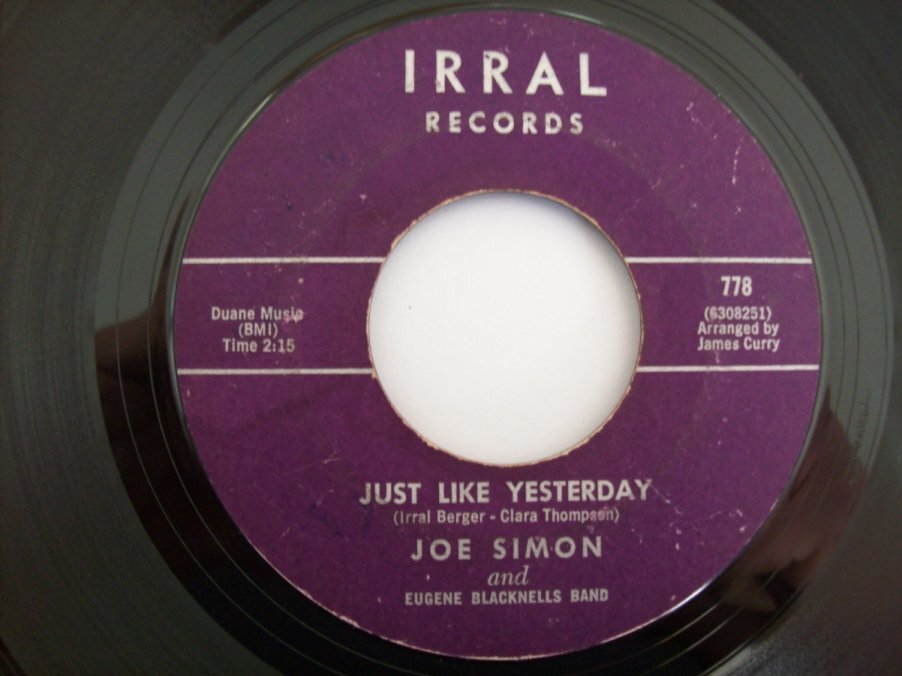 IRRAL
RECORDS
Duane Music
(BMI)
Time 2:15
778
(6308251)
Arranged by
James Curry
JUST LIKE YESTERDAY
(Irral Berger - Clara Thompson)
JOE SIMON
and
EUGENE BLACKNELLS BAND